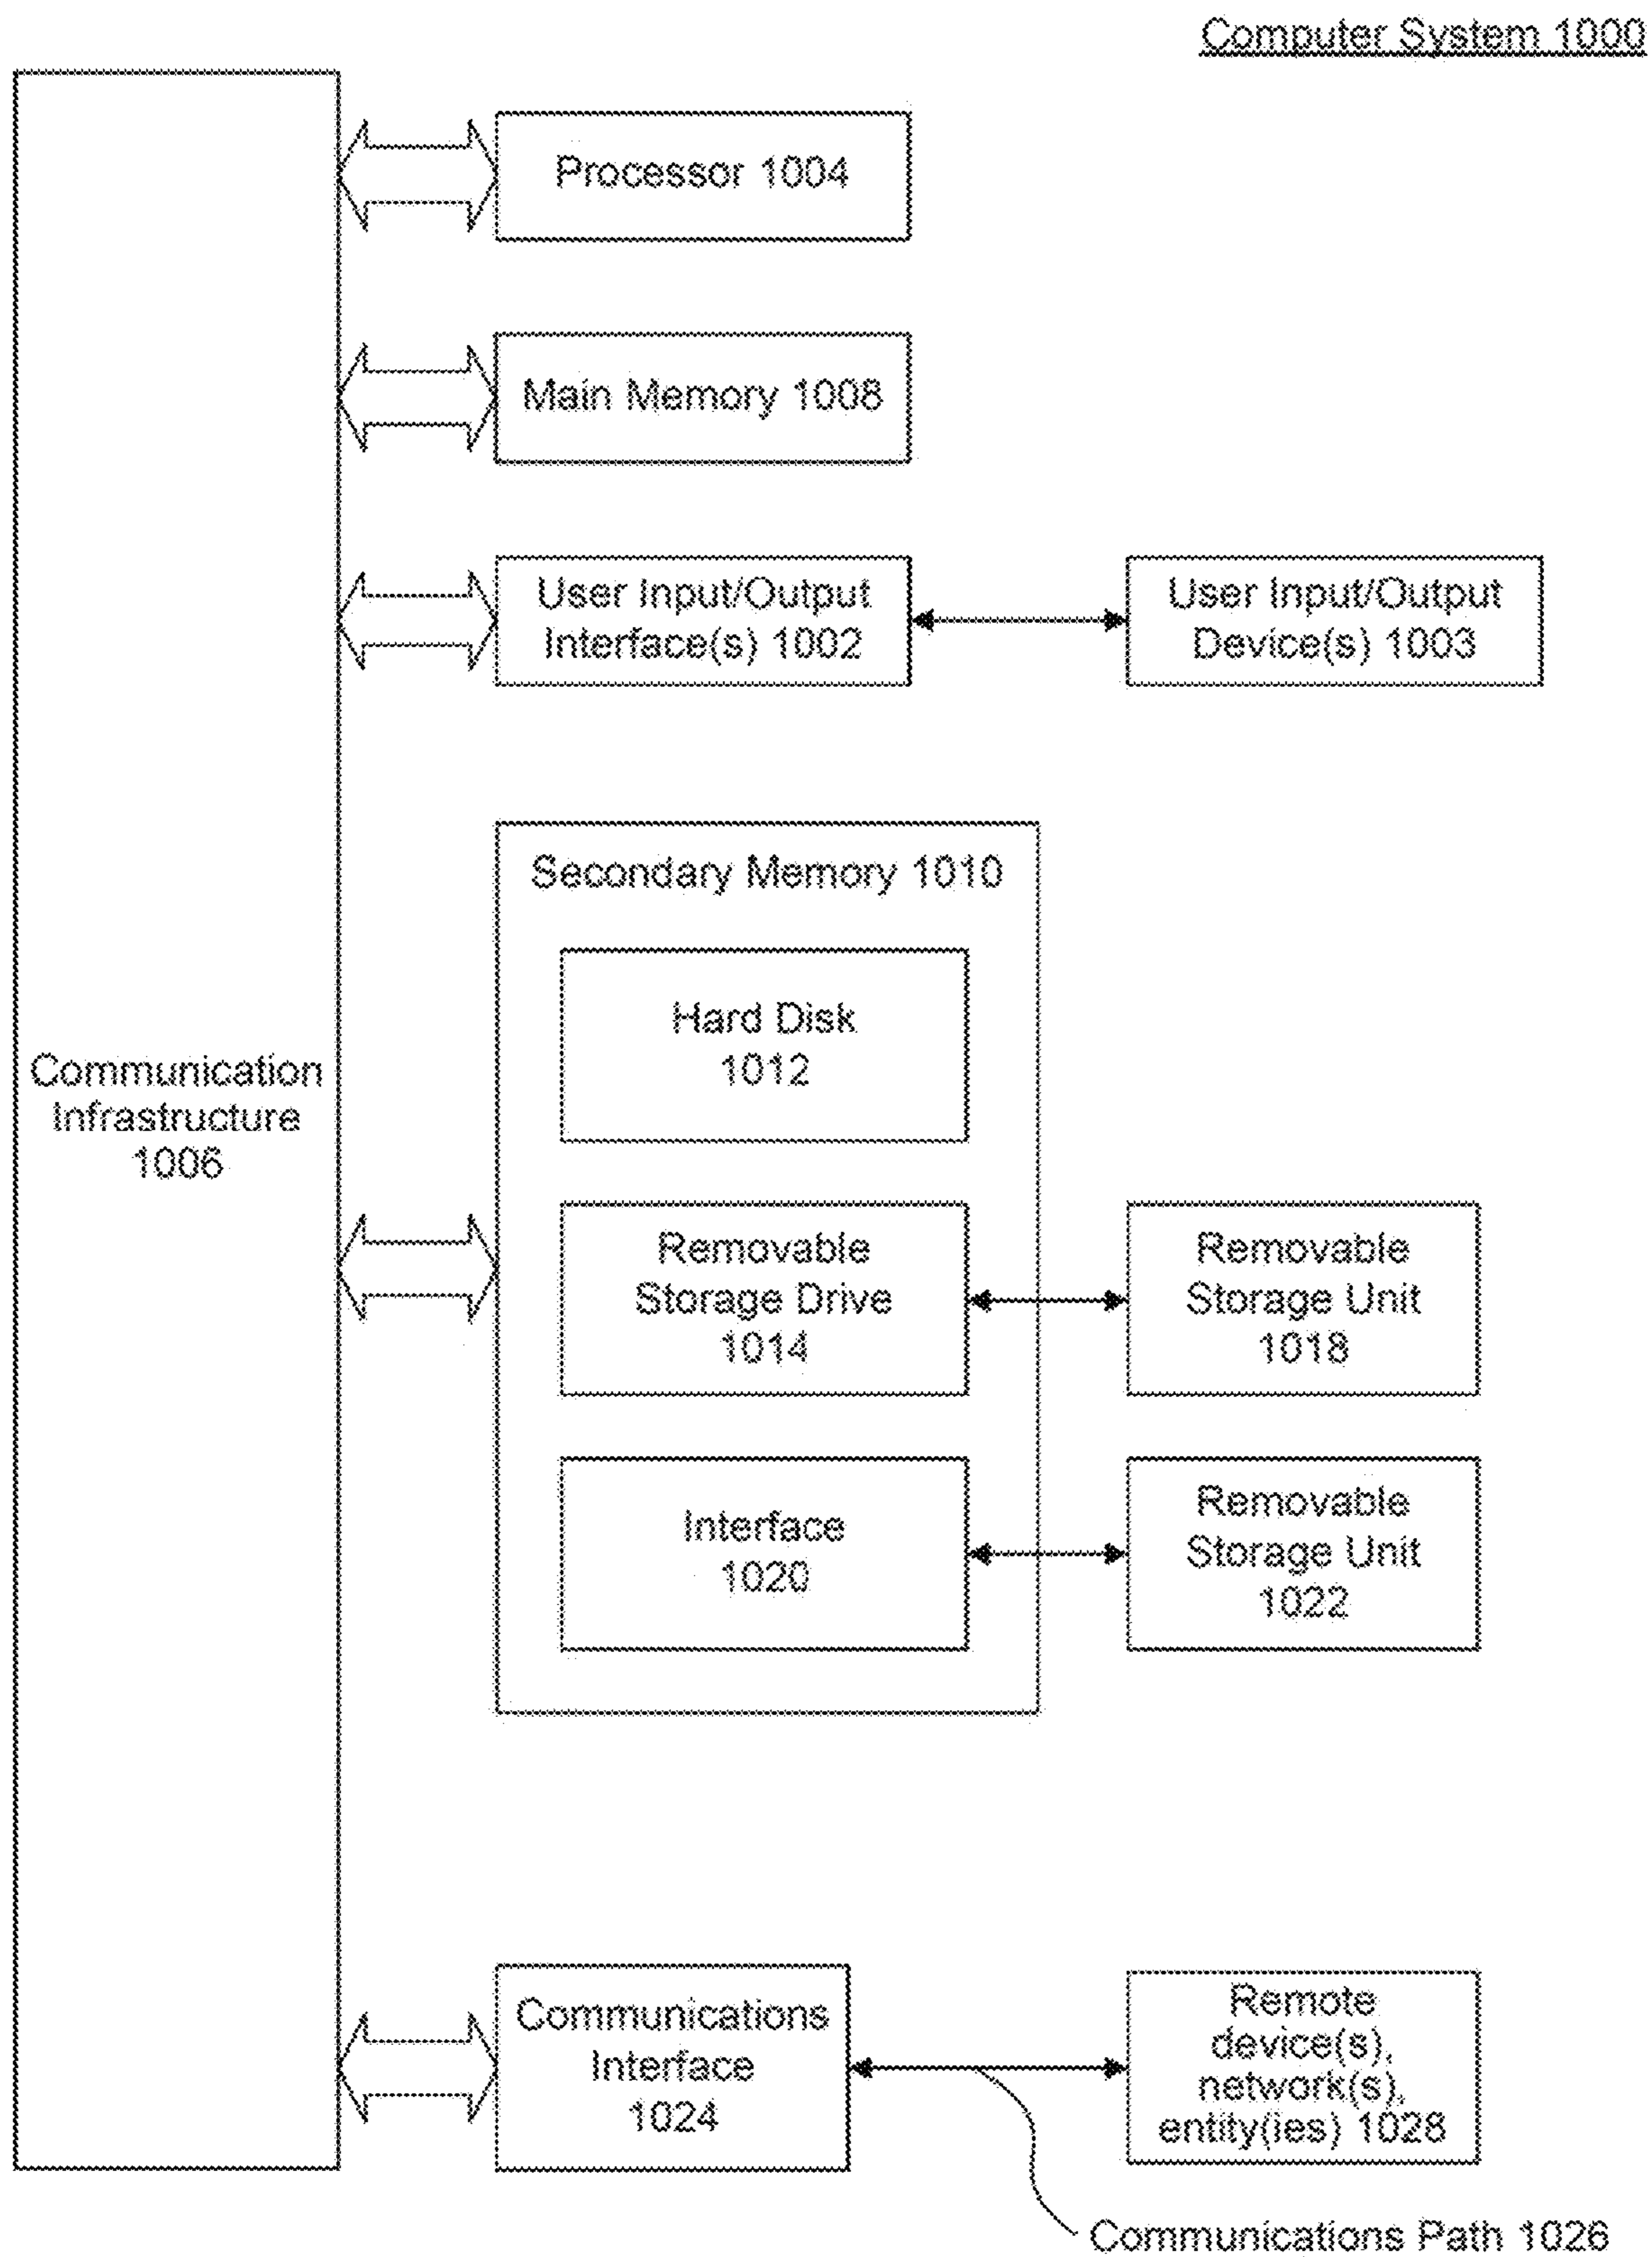 Computer System 1000
Processor 1004
Main Memory 1008
User Input/Output
Interface(s) 1002
User Input/Output
Device(s) 1003
Secondary Memory 1010
Hard Disk
1012
Communication
Infrastructure
1006
Removable
Storage Drive
1014
Removable
Storage Unit
1018
Interface
1020
Removable
Storage Unit
1022
Communications
Interface
1024
Remote
device(s),
network(s),
entity(ies) 1028
Communications Path 1026